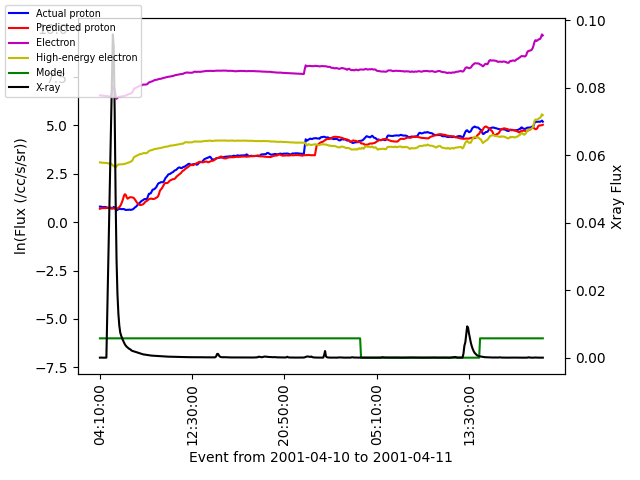 Actual proton
Predicted proton
Electron
High-energy electron
Model
X-ray
10.0
7.5
5.0
2.5
0.0
−2.5
−5.0
−7.5
ln(Flux (/cc/s/sr))
0.10
0.08
0.06
0.04
0.02
0.00
Xray Flux
04:10:00
12:30:00
20:50:00
05:10:00
13:30:00
Event from 2001-04-10 to 2001-04-11